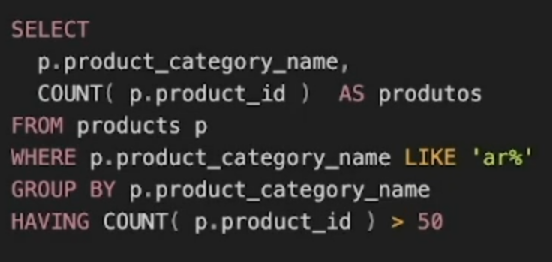 SELECT
p.product_category_name,
COUNT( p.product_id ) AS produtos
FROM products p
WHERE p.product_category_name LIKE 'ar%'
GROUP BY p.product_category_name
HAVING COUNT( p.product_id ) > 50